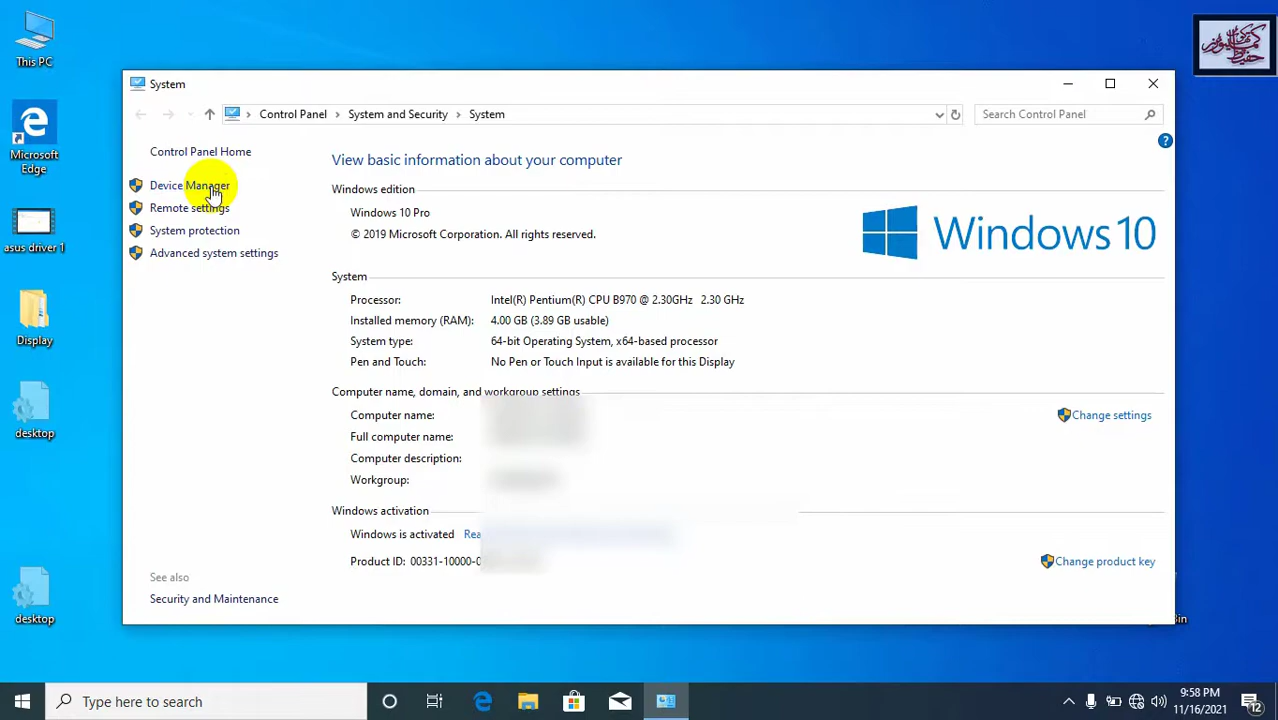 This PC
Microsoft
Edge
asus driver 1
Display
desktop
desktop
System
Control Panel
System and Security
System
Search Control Panel
Control Panel Home
Device Manager
Remote settings
System protection
Advanced system settings
See also
Security and Maintenance
View basic information about your computer
Windows edition
Windows 10 Pro
© 2019 Microsoft Corporation. All rights reserved.
Windows 10
System
Processor: Intel(R) Pentium(R) CPU B970 @ 2.30GHz 2.30 GHz
Installed memory (RAM): 4.00 GB (3.89 GB usable)
System type: 64-bit Operating System, x64-based processor
Pen and Touch: No Pen or Touch Input is available for this Display
Computer name, domain, and workgroup settings
Computer name:
Change settings
Full computer name:
Computer description:
Workgroup:
Windows activation
Windows is activated
Product ID: 00331-10000-0
Change product key
Type here to search
9:58 PM
11/16/2021
12